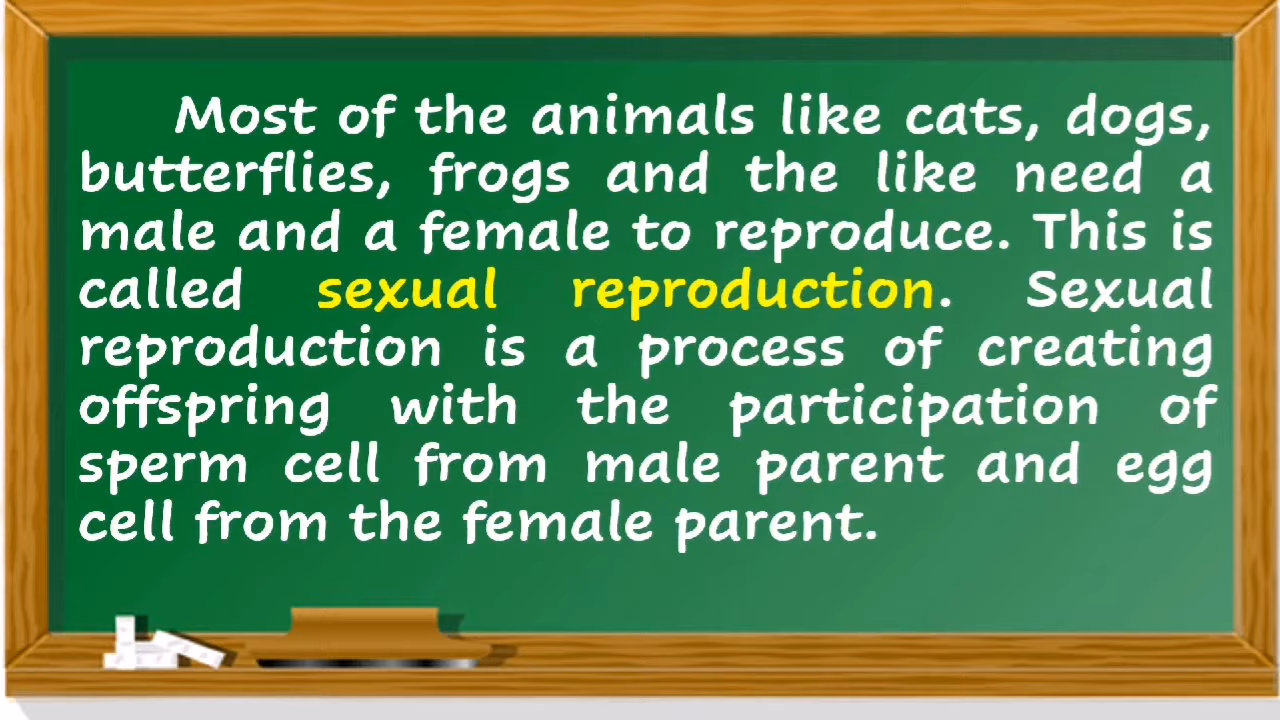 Most of the animals like cats, dogs,
butterflies, frogs and the like need a
male and a female to reproduce. This is
called sexual reproduction. Sexual
reproduction is a process of creating
offspring with the participation of
sperm cell from male parent and egg
cell from the female parent.